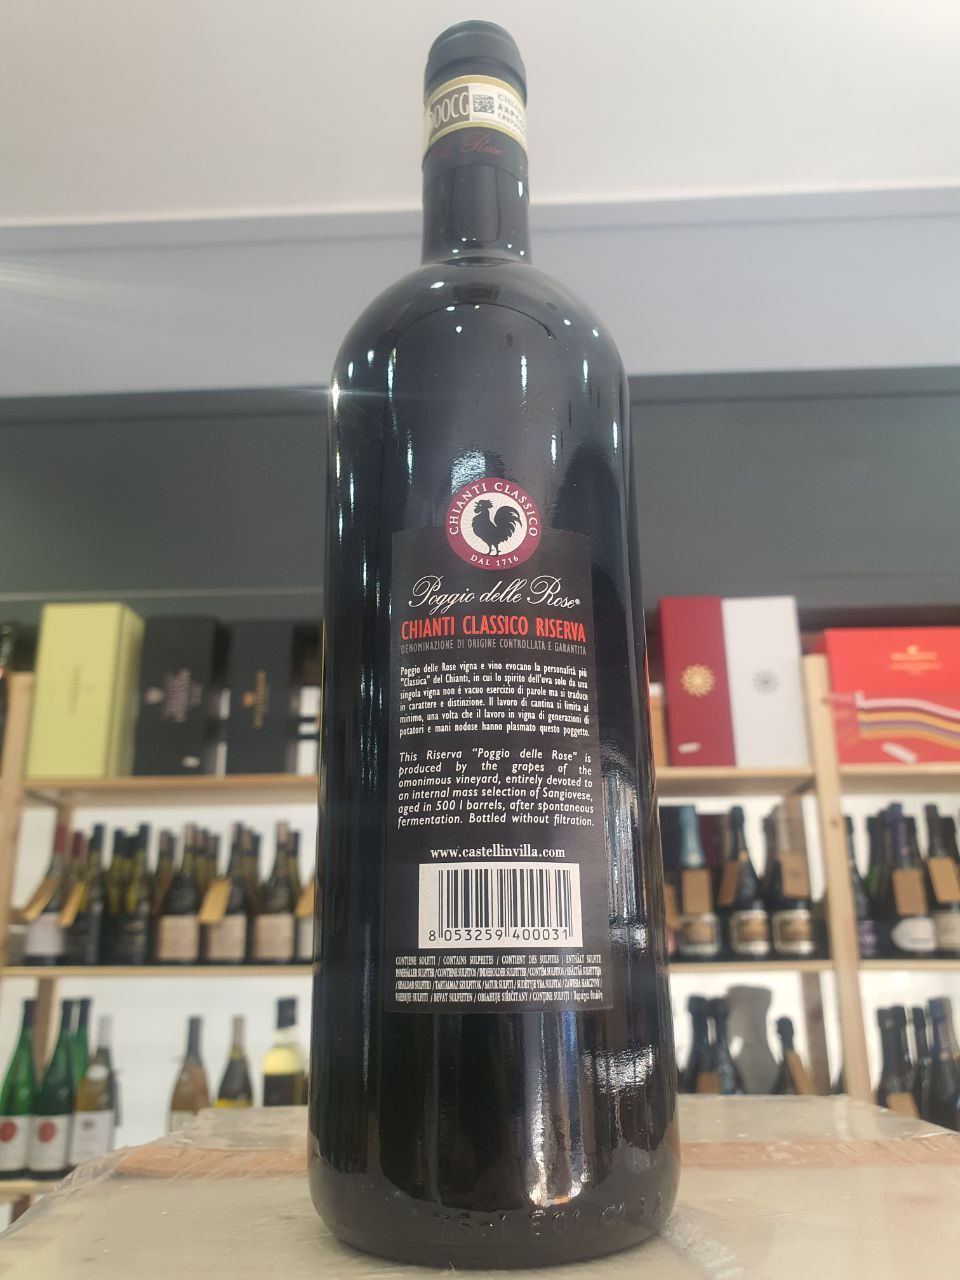 DOCG
Rose
CHIANTI CLASSICO
DAL 1716
Poggio delle Rose®
CHIANTI CLASSICO RISERVA
DENOMINAZIONE DI ORIGINE CONTROLLATA E GARANTITA
Poggio delle Rose vigna e vino evocano la personalità più
"Classica" del Chianti, in cui lo spirito dell'uva solo da una
singola vigna non è vacuo esercizio di parole ma si traduce
in carattere e distinzione. Il lavoro di cantina si limita al
minimo, una volta che il lavoro in vigna di generazioni di
potatori e mani nodose hanno plasmato questo poggetto.
This Riserva "Poggio delle Rose" is
produced by the grapes of the
omonimous vineyard, entirely devoted to
an internal mass selection of Sangiovese,
aged in 500 l barrels, after spontaneous
fermentation. Bottled without filtration.
www.castellinvilla.com
8 053259 400031
CONTIENE SOLFITI / CONTAINS SULPHITES / CONTIENT DES SULFITES / ENTHÄLT SULFITE
75cl